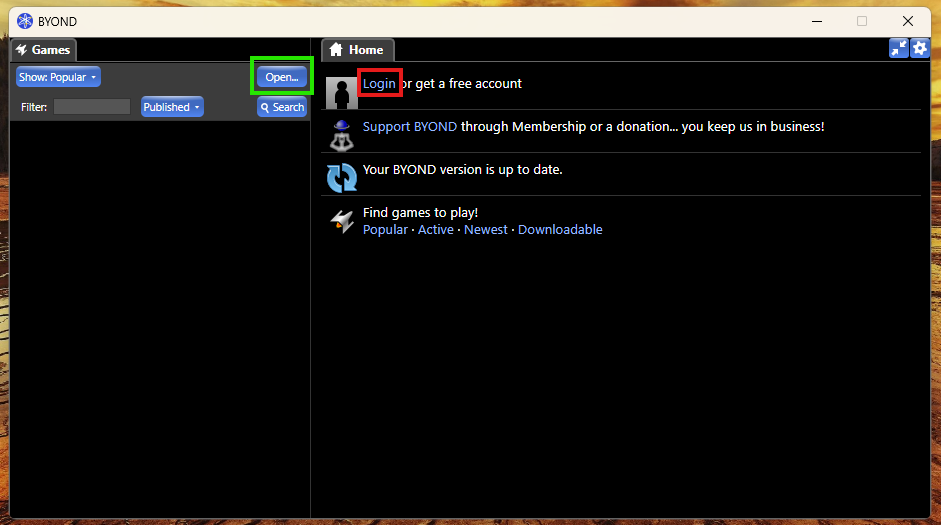 BYOND
Games
Show: Popular
Open...
Filter:
Published
Search
Home
Login or get a free account
Support BYOND through Membership or a donation... you keep us in business!
Your BYOND version is up to date.
Find games to play!
Popular · Active · Newest · Downloadable